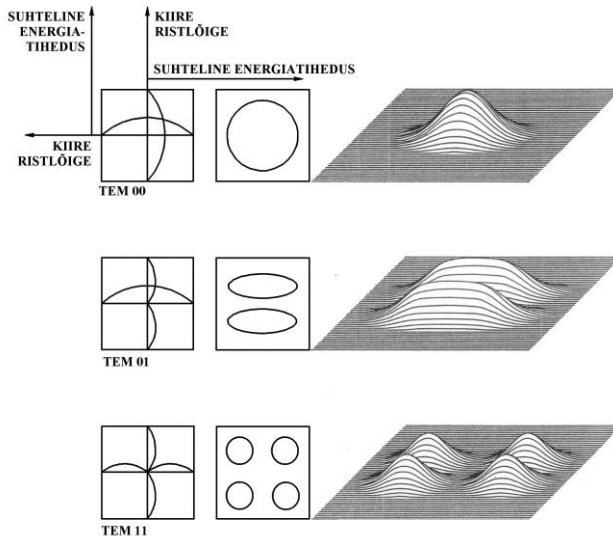 SUHTELINE
ENERGIA-
TIHEDUS
KIIRE
RISTLÕIGE
SUHTELINE ENERGIATIHEDUS
KIIRE
RISTLÕIGE
TEM 00
TEM 01
TEM 11